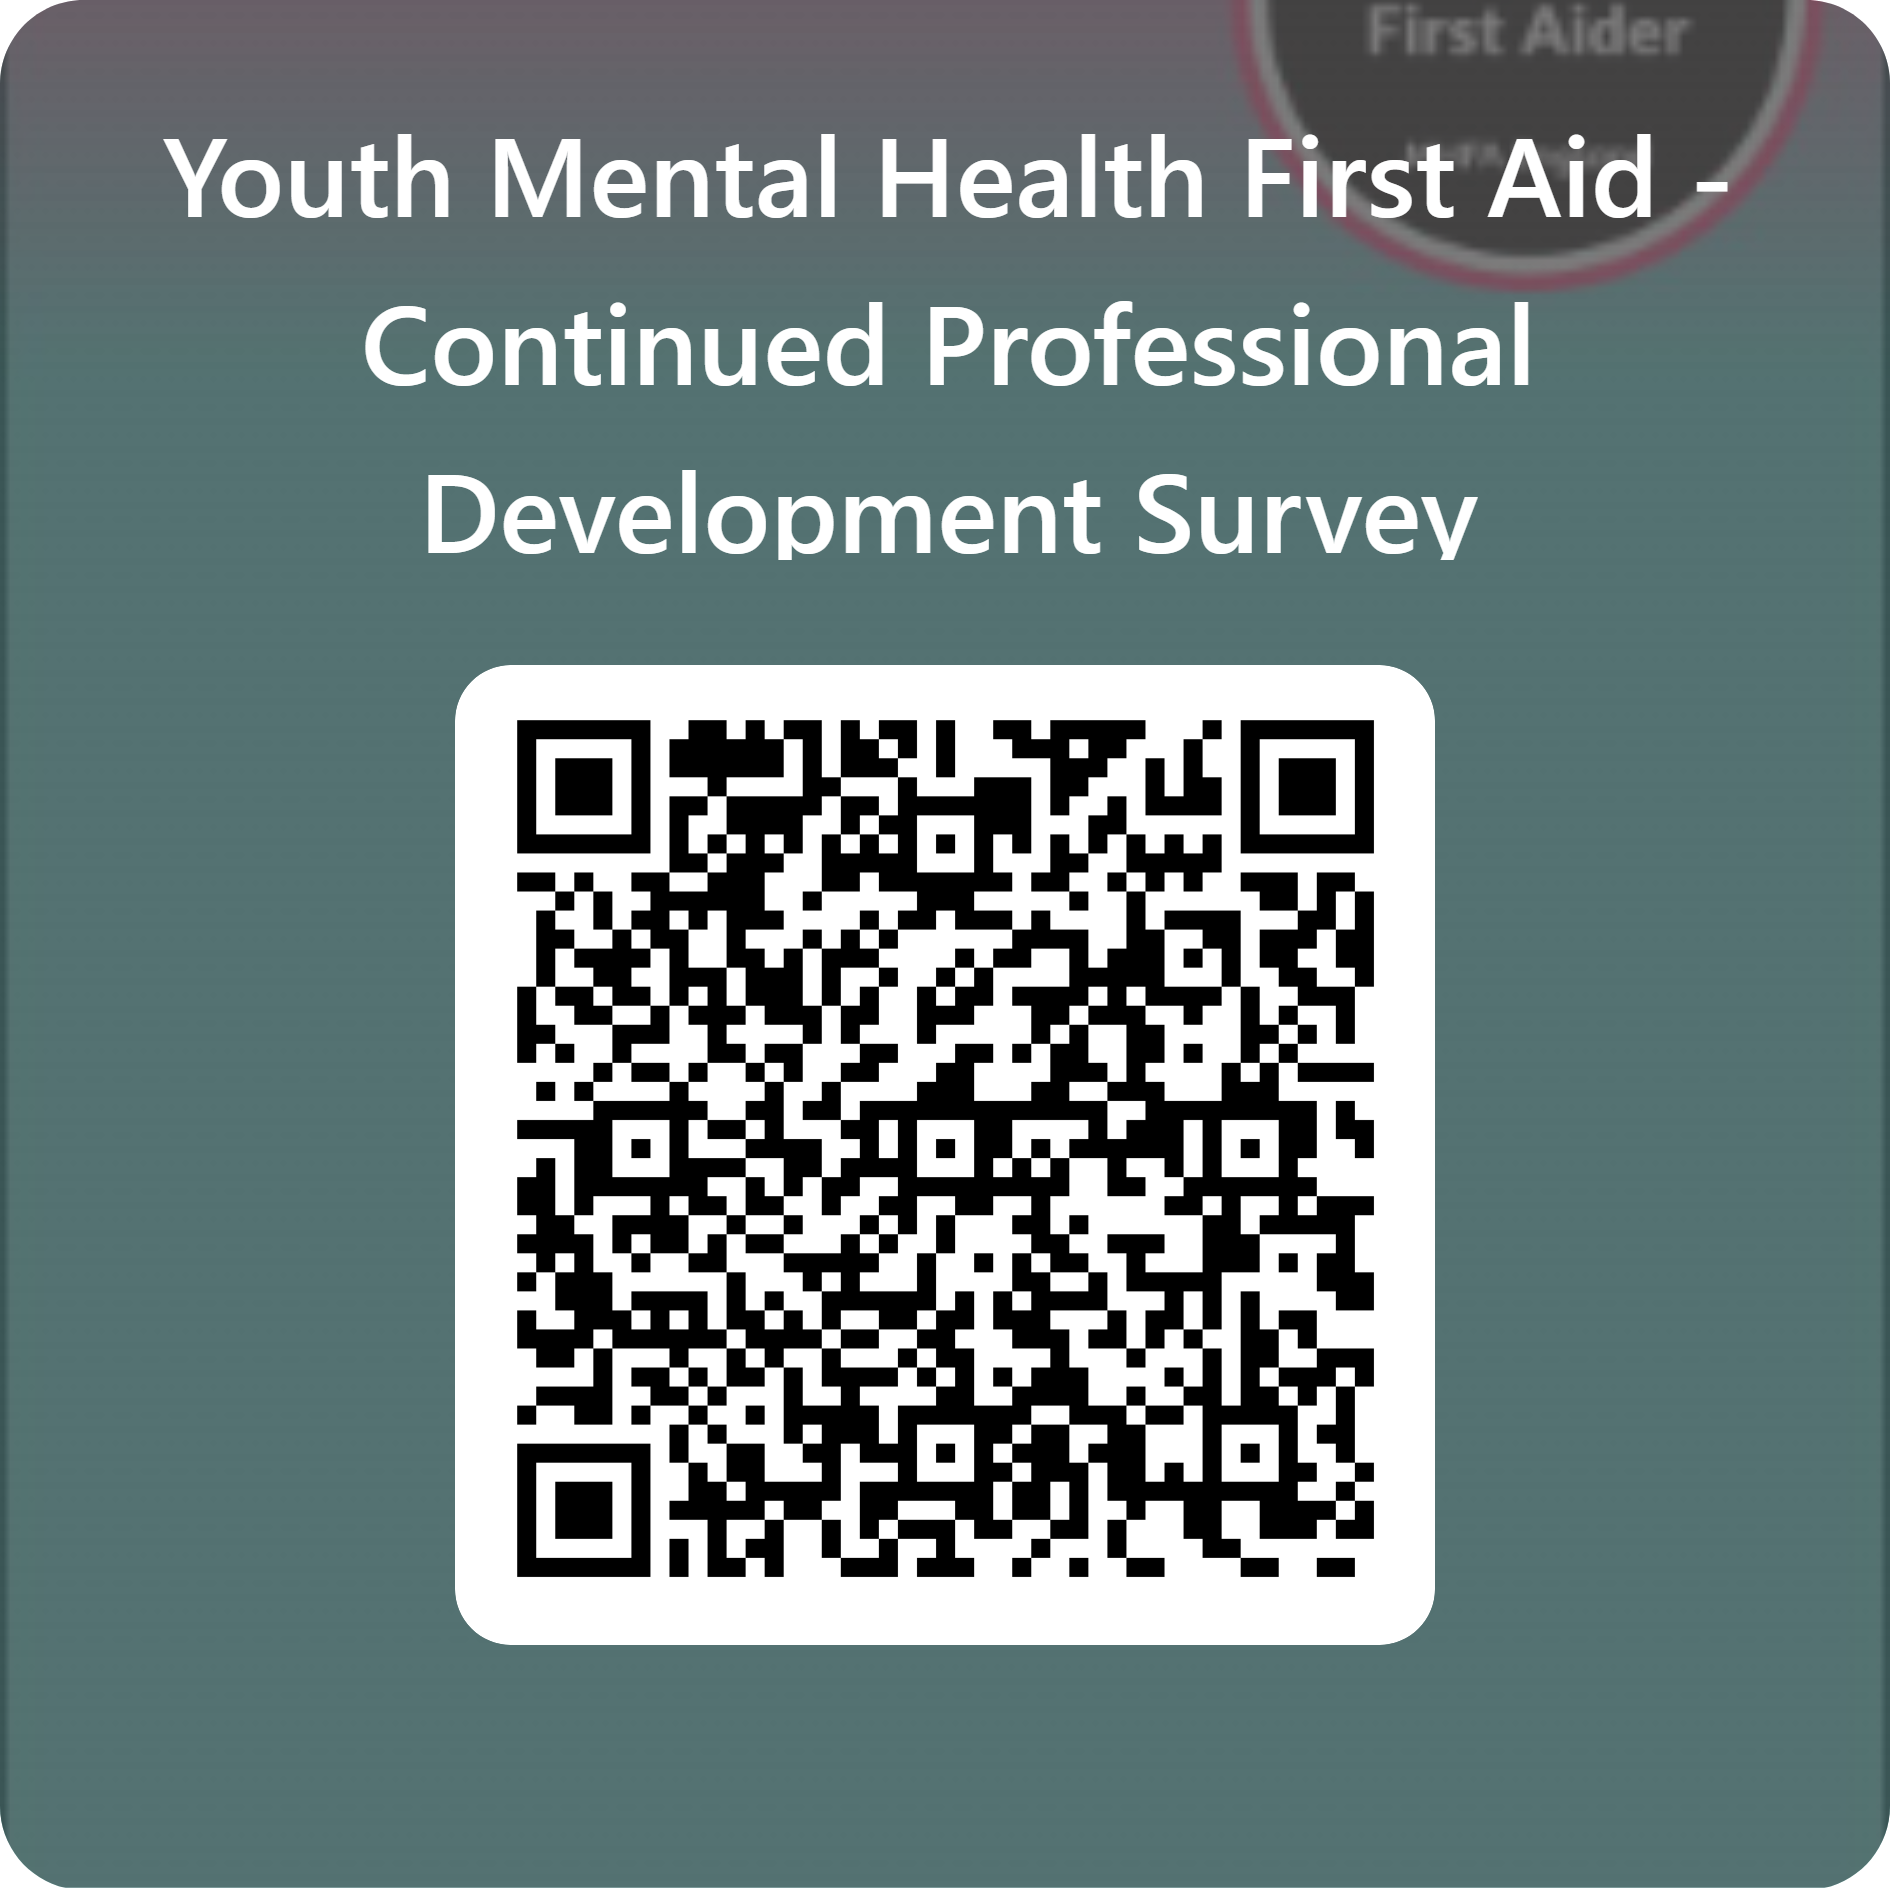 First Aider
Youth Mental Health First Aid -
Continued Professional
Development Survey